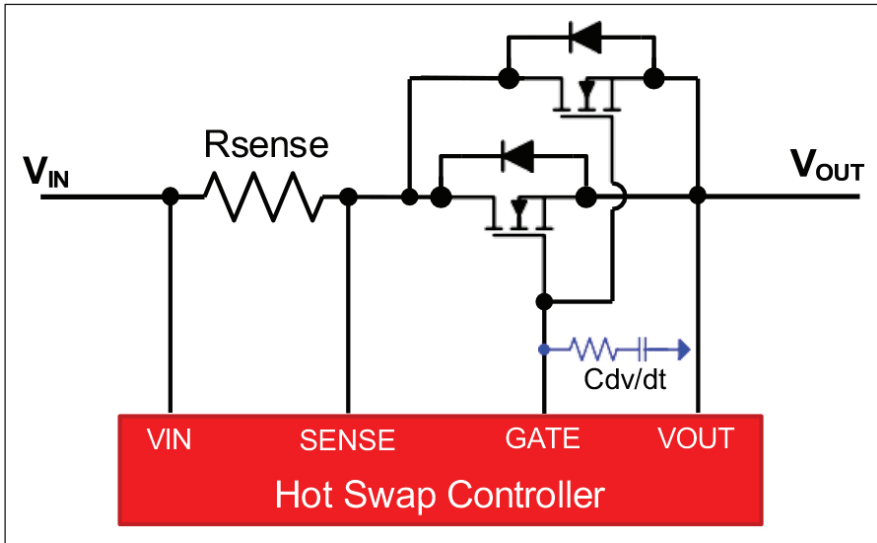 Rsense
VIN
VOUT
Cdv/dt
VIN SENSE GATE VOUT
Hot Swap Controller